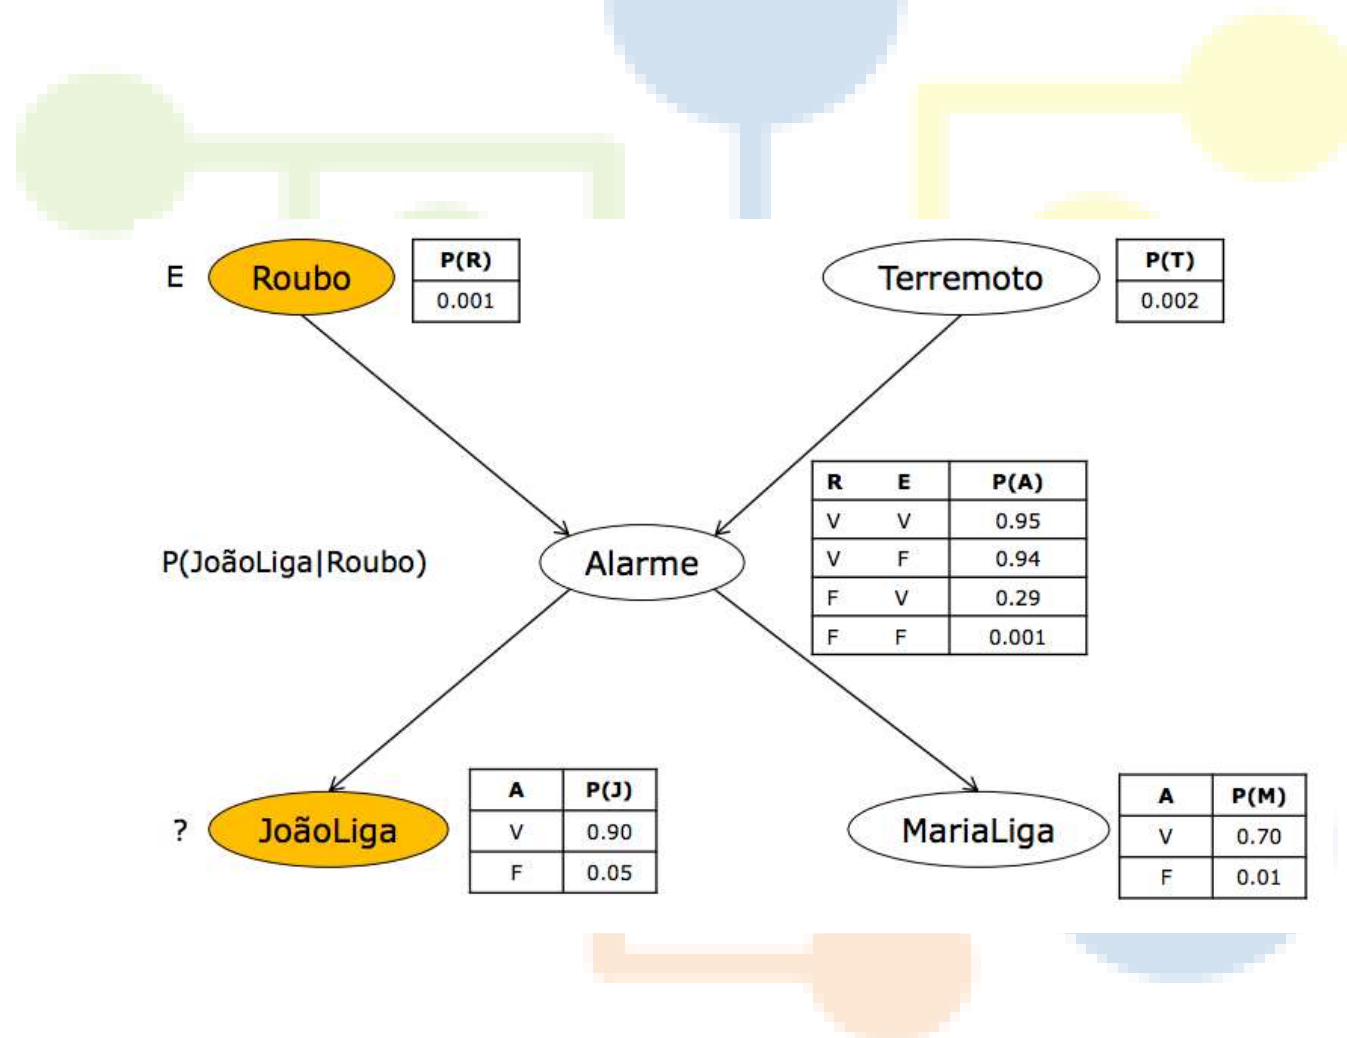 E Roubo
P(R)
0.001
Terremoto
P(T)
0.002
P(JoãoLiga|Roubo)
Alarme
R E P(A)
V V 0.95
V F 0.94
F V 0.29
F F 0.001
? JoãoLiga
A P(J)
V 0.90
F 0.05
MariaLiga
A P(M)
V 0.70
F 0.01